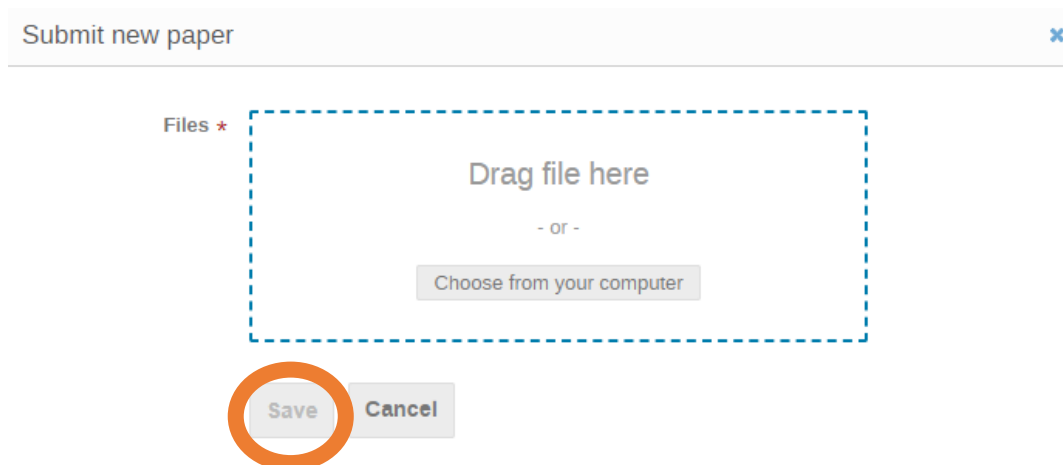 Submit new paper
Files *
Drag file here
- or -
Choose from your computer
Save Cancel